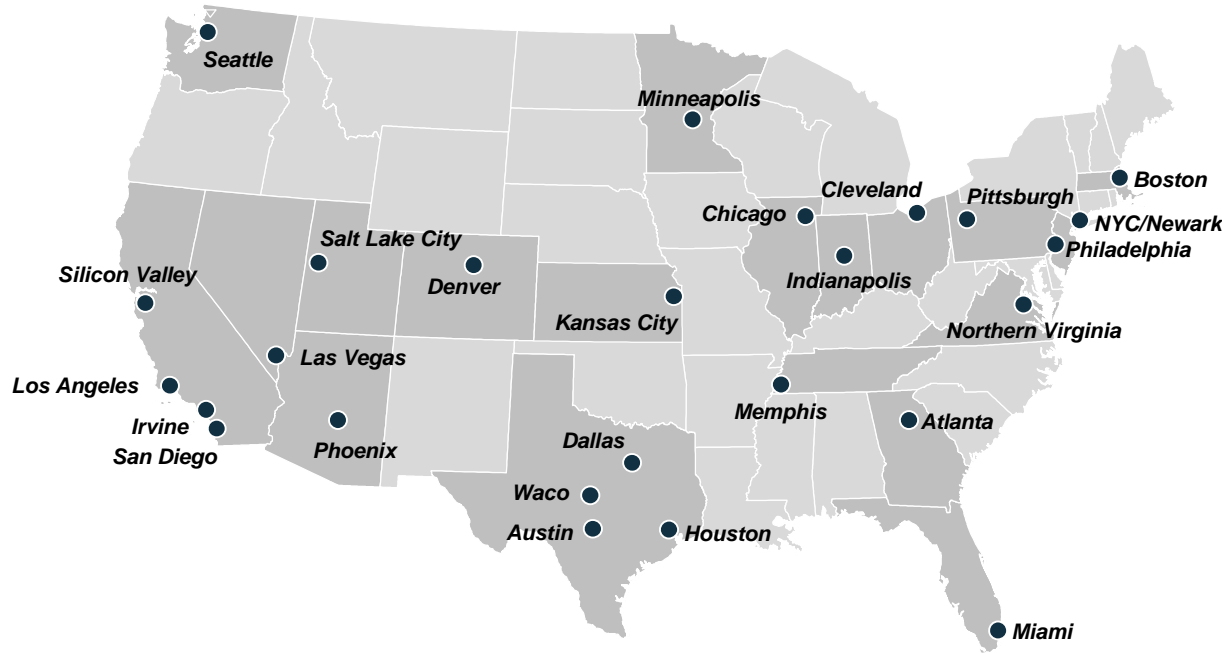 Seattle
Minneapolis
Boston
Cleveland
Pittsburgh
Chicago
NYC/Newark
Salt Lake City
Philadelphia
Silicon Valley
Denver
Indianapolis
Kansas City
Northern Virginia
Las Vegas
Los Angeles
Memphis
Irvine
Atlanta
San Diego
Phoenix
Dallas
Waco
Austin
Houston
Miami